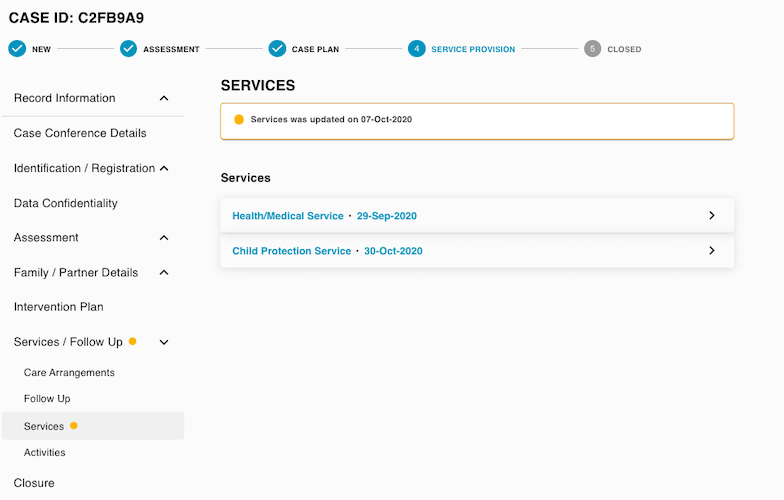 CASE ID: C2FB9A9
NEW
ASSESSMENT
CASE PLAN
4 SERVICE PROVISION
5 CLOSED
Record Information
Case Conference Details
Identification / Registration
Data Confidentiality
Assessment
Family / Partner Details
Intervention Plan
Services / Follow Up
Care Arrangements
Follow Up
Services
Activities
Closure
SERVICES
Services was updated on 07-Oct-2020
Services
Health/Medical Service · 29-Sep-2020
Child Protection Service · 30-Oct-2020